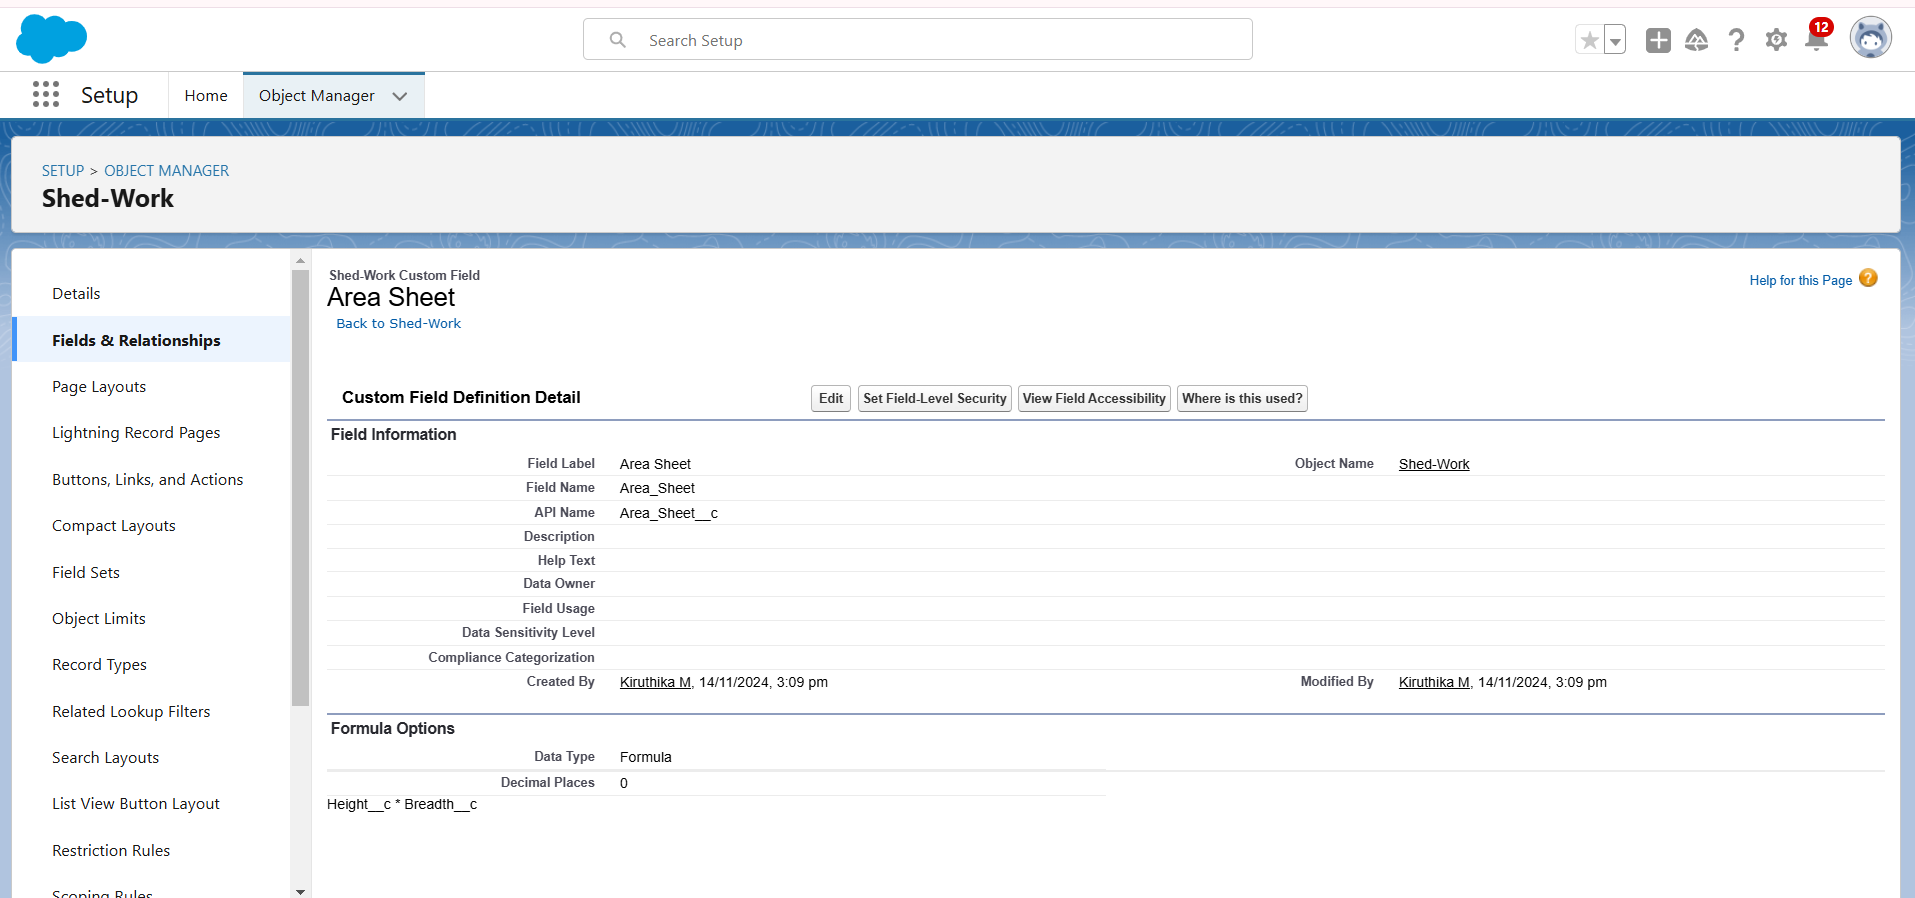 Search Setup
12
Setup
Home
Object Manager
SETUP > OBJECT MANAGER
Shed-Work
Details
Fields & Relationships
Page Layouts
Lightning Record Pages
Buttons, Links, and Actions
Compact Layouts
Field Sets
Object Limits
Record Types
Related Lookup Filters
Search Layouts
List View Button Layout
Restriction Rules
Scoping Rules
Shed-Work Custom Field
Area Sheet
Back to Shed-Work
Help for this Page ?
Custom Field Definition Detail Edit Set Field-Level Security View Field Accessibility Where is this used?
Field Information
Field Label Area Sheet Object Name Shed-Work
Field Name Area_Sheet
API Name Area_Sheet__c
Description
Help Text
Data Owner
Field Usage
Data Sensitivity Level
Compliance Categorization
Created By Kiruthika M, 14/11/2024, 3:09 pm Modified By Kiruthika M, 14/11/2024, 3:09 pm
Formula Options
Data Type Formula
Decimal Places 0
Height__c * Breadth__c